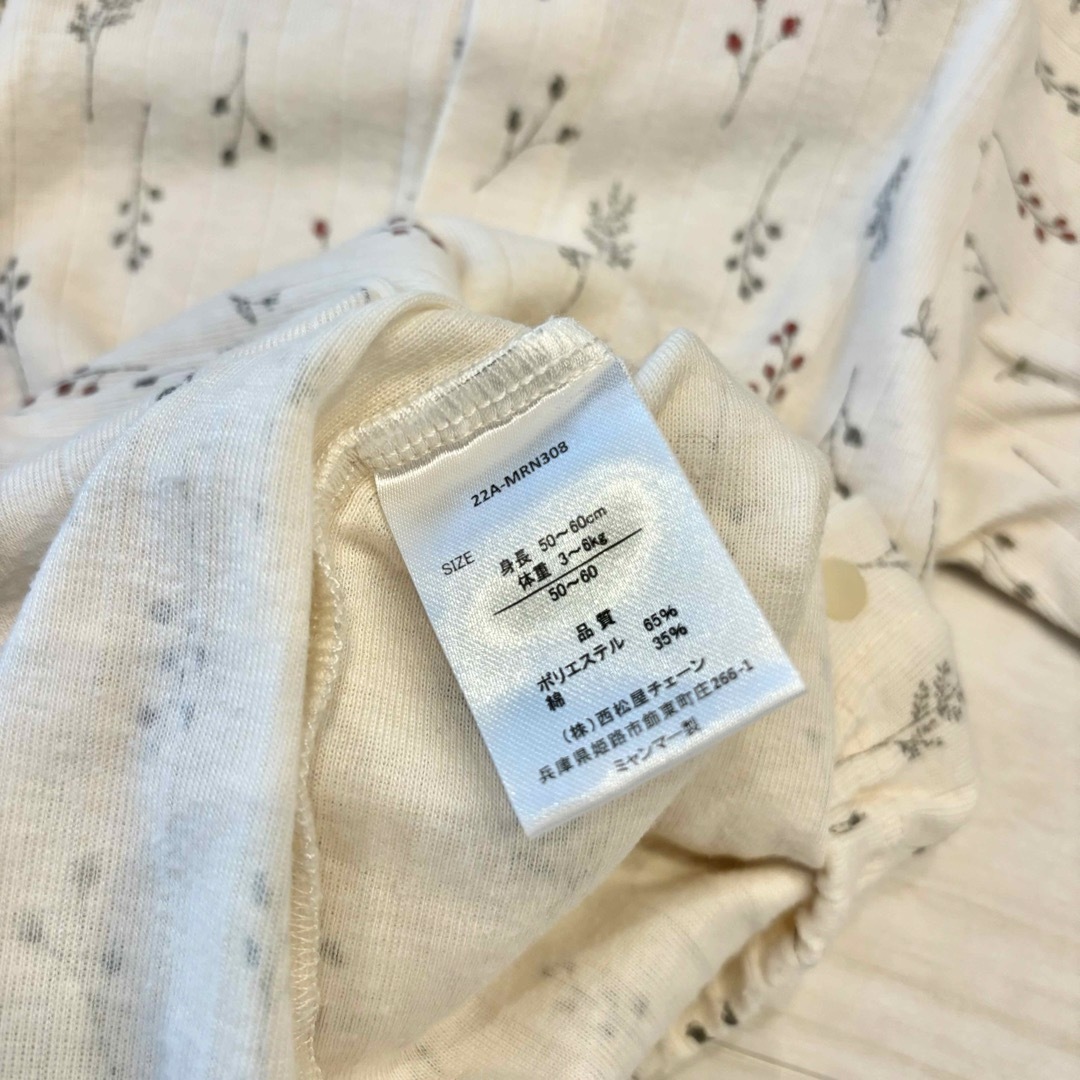 22A-MRN308
SIZE 身長 50〜60cm
体重 3〜6kg
50〜60
品質
ポリエステル 65%
綿 35%
(株)西松屋チェーン
兵庫県姫路市飾東町庄266-1
ミャンマー製